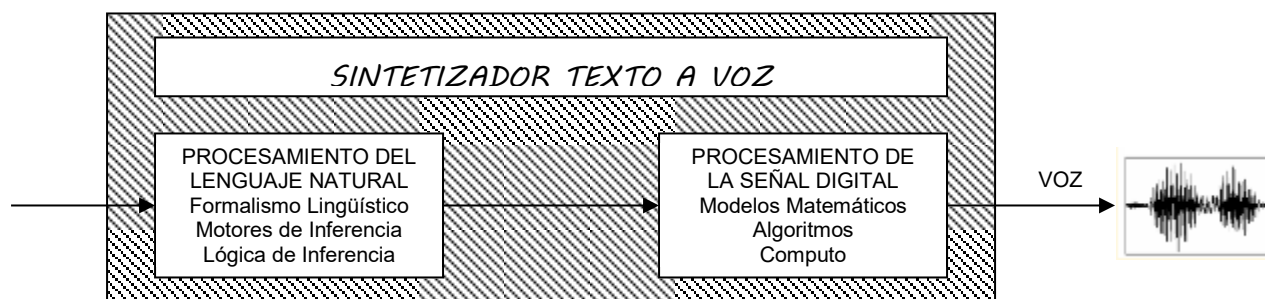 SINTETIZADOR TEXTO A VOZ
PROCESAMIENTO DEL
LENGUAJE NATURAL
Formalismo Lingüístico
Motores de Inferencia
Lógica de Inferencia
PROCESAMIENTO DE
LA SEÑAL DIGITAL
Modelos Matemáticos
Algoritmos
Computo
VOZ